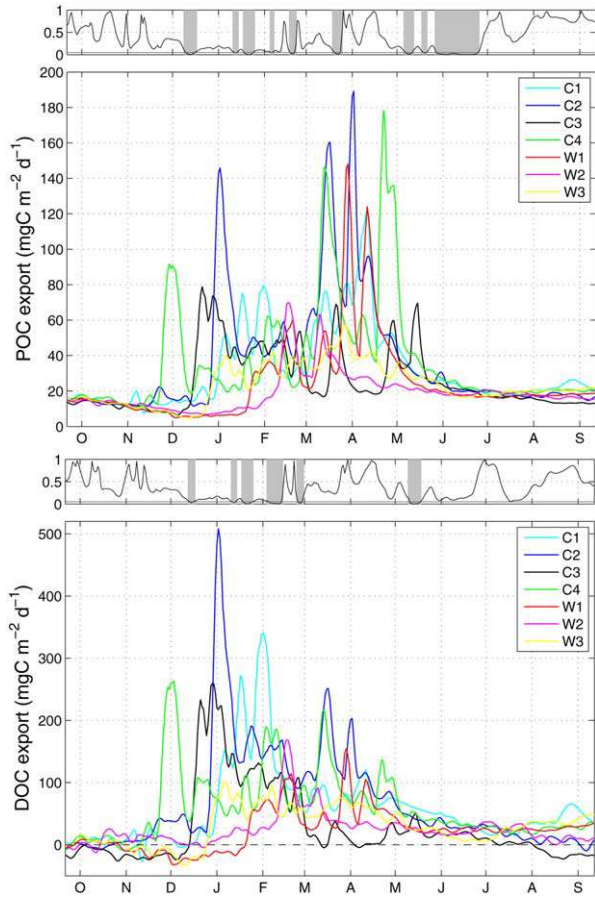 1
0.5
0
200
180
160
140
120
100
80
60
40
20
0
POC export (mgC m−2 d−1)
C1
C2
C3
C4
W1
W2
W3
O N D J F M A M J J A S
1
0.5
0
500
400
300
200
100
0
DOC export (mgC m−2 d−1)
C1
C2
C3
C4
W1
W2
W3
O N D J F M A M J J A S